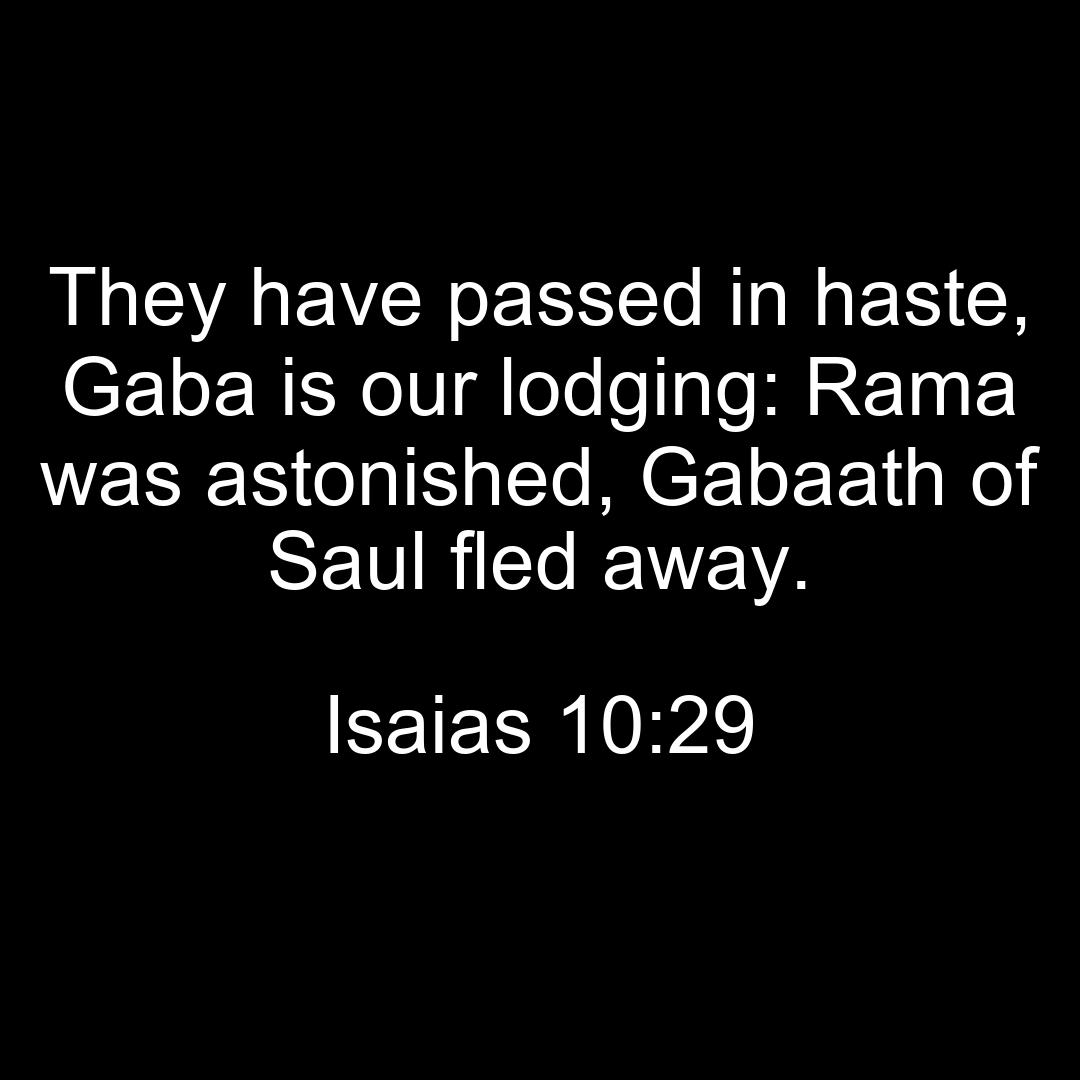 They have passed in haste,
Gaba is our lodging: Rama
was astonished, Gabaath of
Saul fled away.
Isaias 10:29